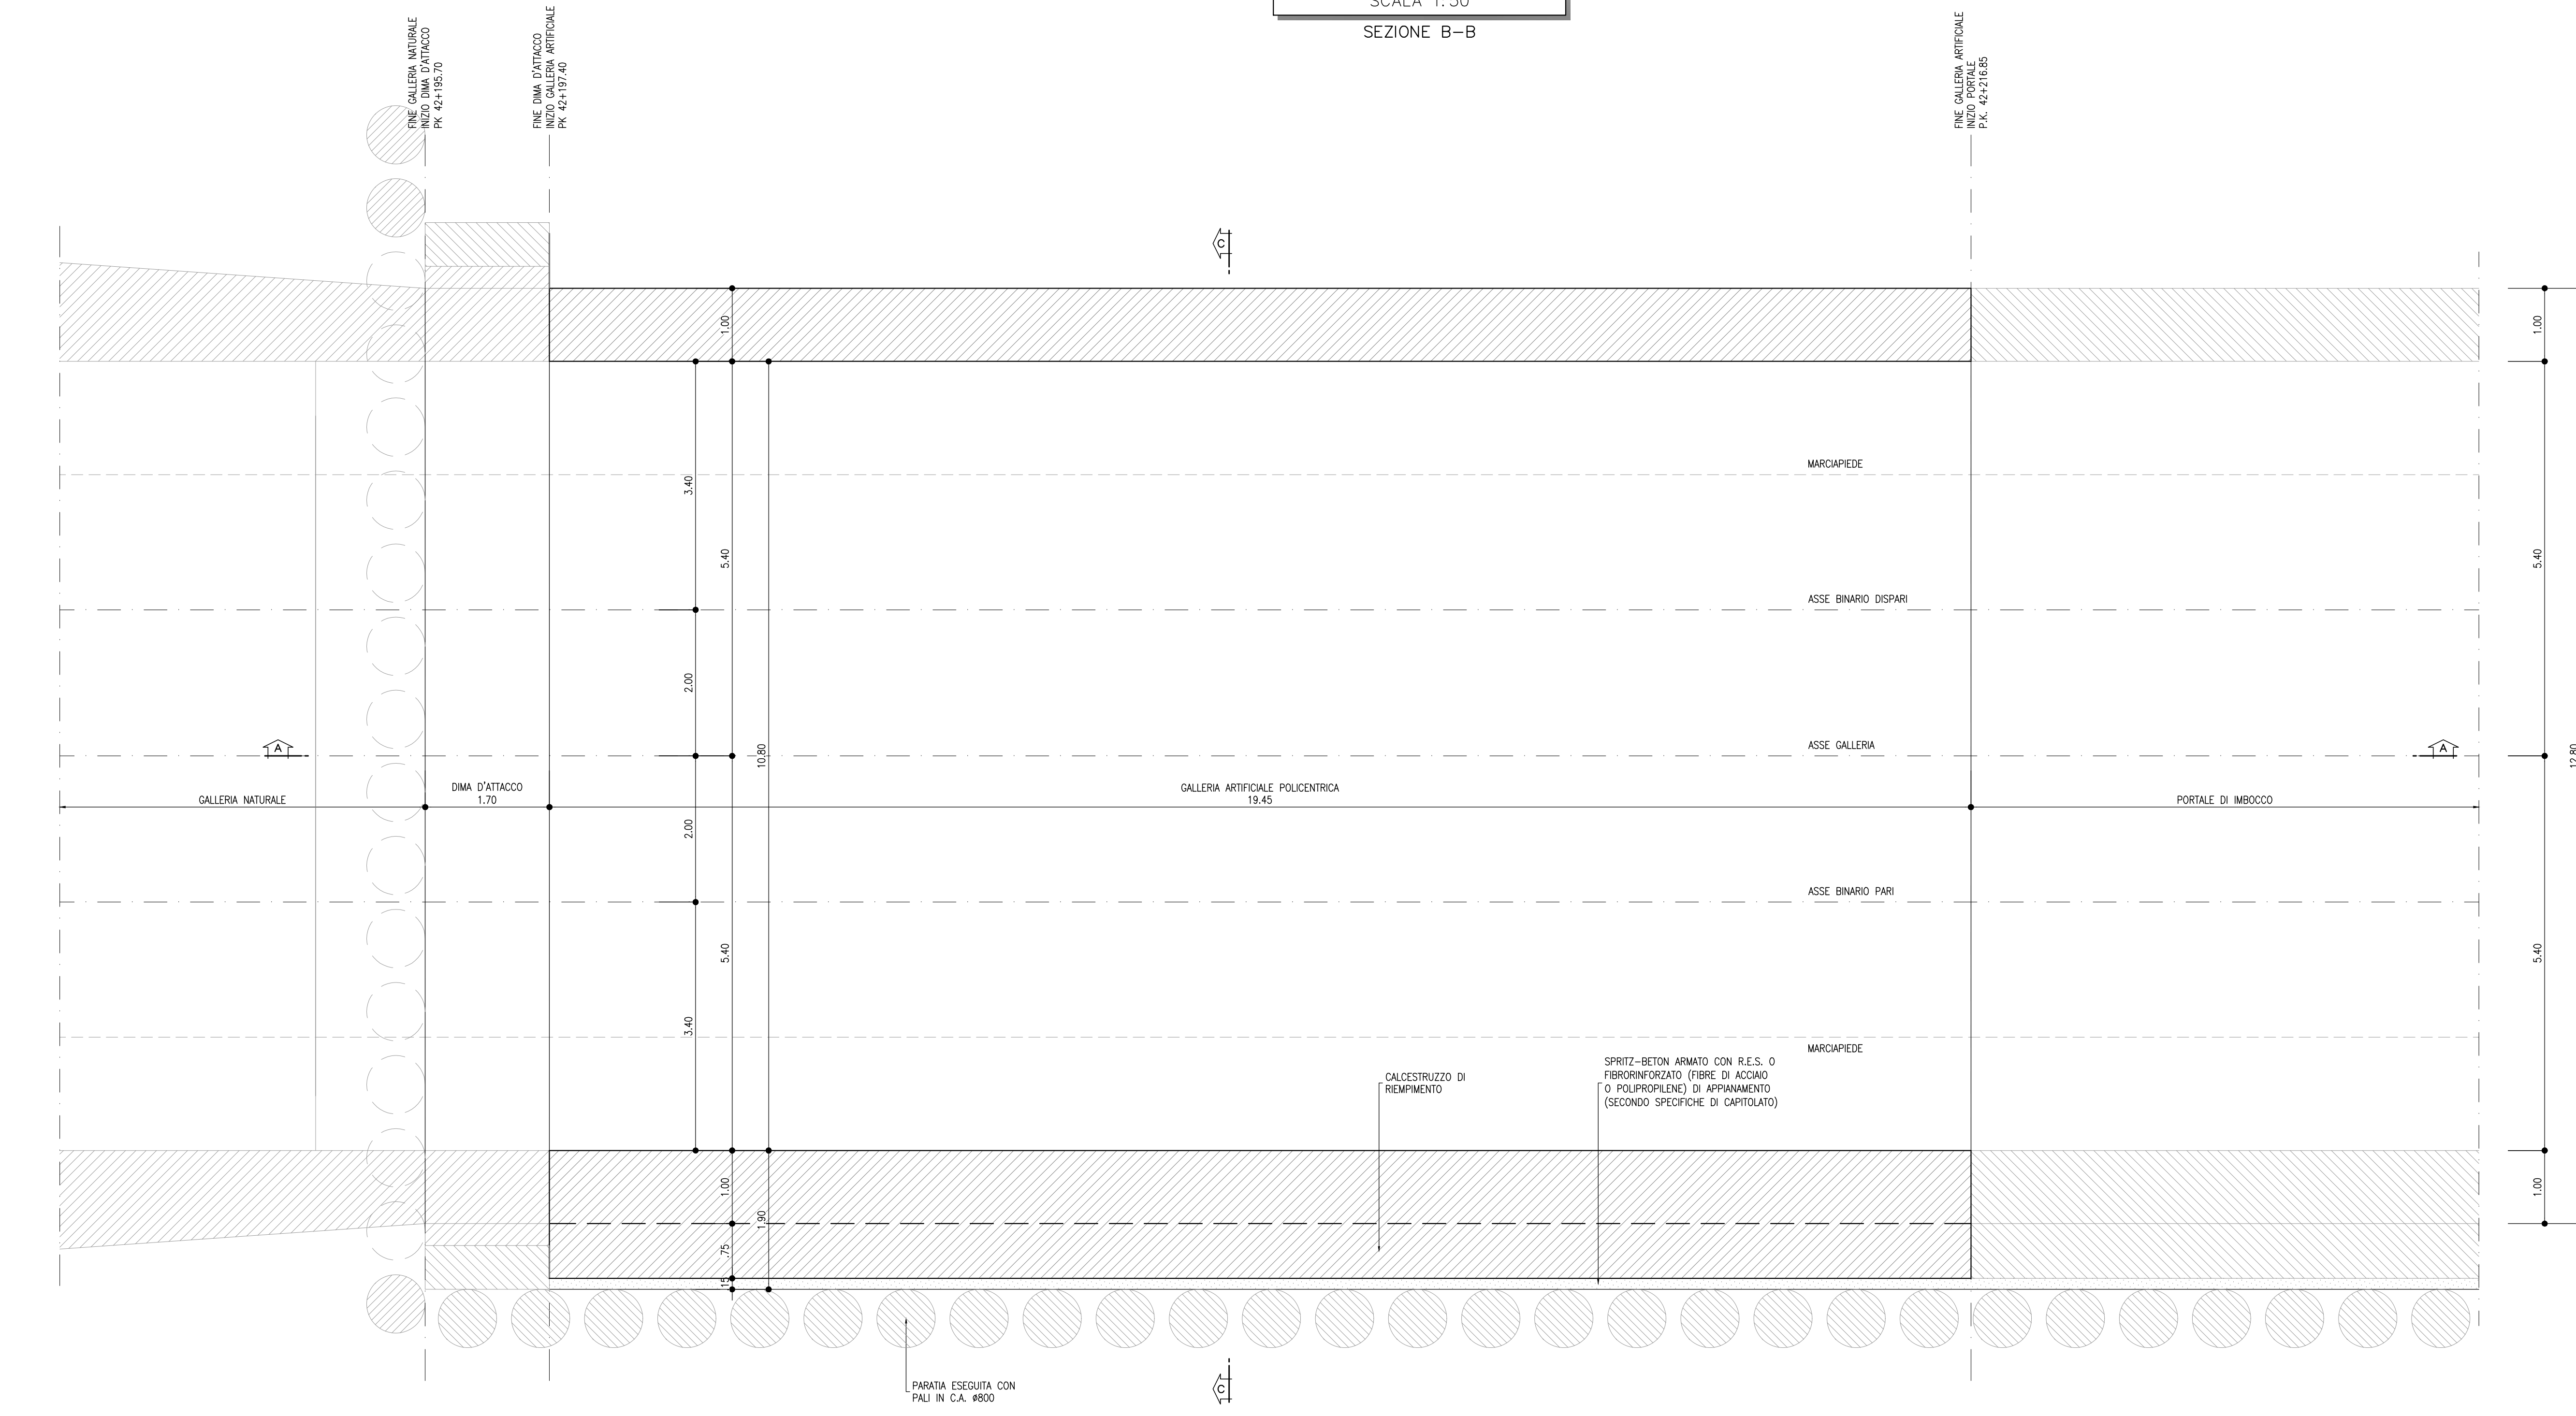 SCALA 1:50
SEZIONE B-B
FINE GALLERIA NATURALE
INIZIO DIMA D'ATTACCO
PK 42+195.70
FINE DIMA D'ATTACCO
INIZIO GALLERIA ARTIFICIALE
PK 42+197.40
FINE GALLERIA ARTIFICIALE
INIZIO PORTALE
P.K. 42+216.85
C
1.00
1.00
MARCIAPIEDE
3.40
5.40
5.40
ASSE BINARIO DISPARI
2.00
A
10.80
ASSE GALLERIA
A
12.80
GALLERIA NATURALE
DIMA D'ATTACCO
1.70
GALLERIA ARTIFICIALE POLICENTRICA
19.45
PORTALE DI IMBOCCO
2.00
ASSE BINARIO PARI
5.40
5.40
3.40
MARCIAPIEDE
CALCESTRUZZO DI
RIEMPIMENTO
SPRITZ-BETON ARMATO CON R.E.S. O
FIBRORINFORZATO (FIBRE DI ACCIAIO
O POLIPROPILENE) DI APPIANAMENTO
(SECONDO SPECIFICHE DI CAPITOLATO)
1.00
1.00
1.90
.75
15
PARATIA ESEGUITA CON
PALI IN C.A. ø800
C